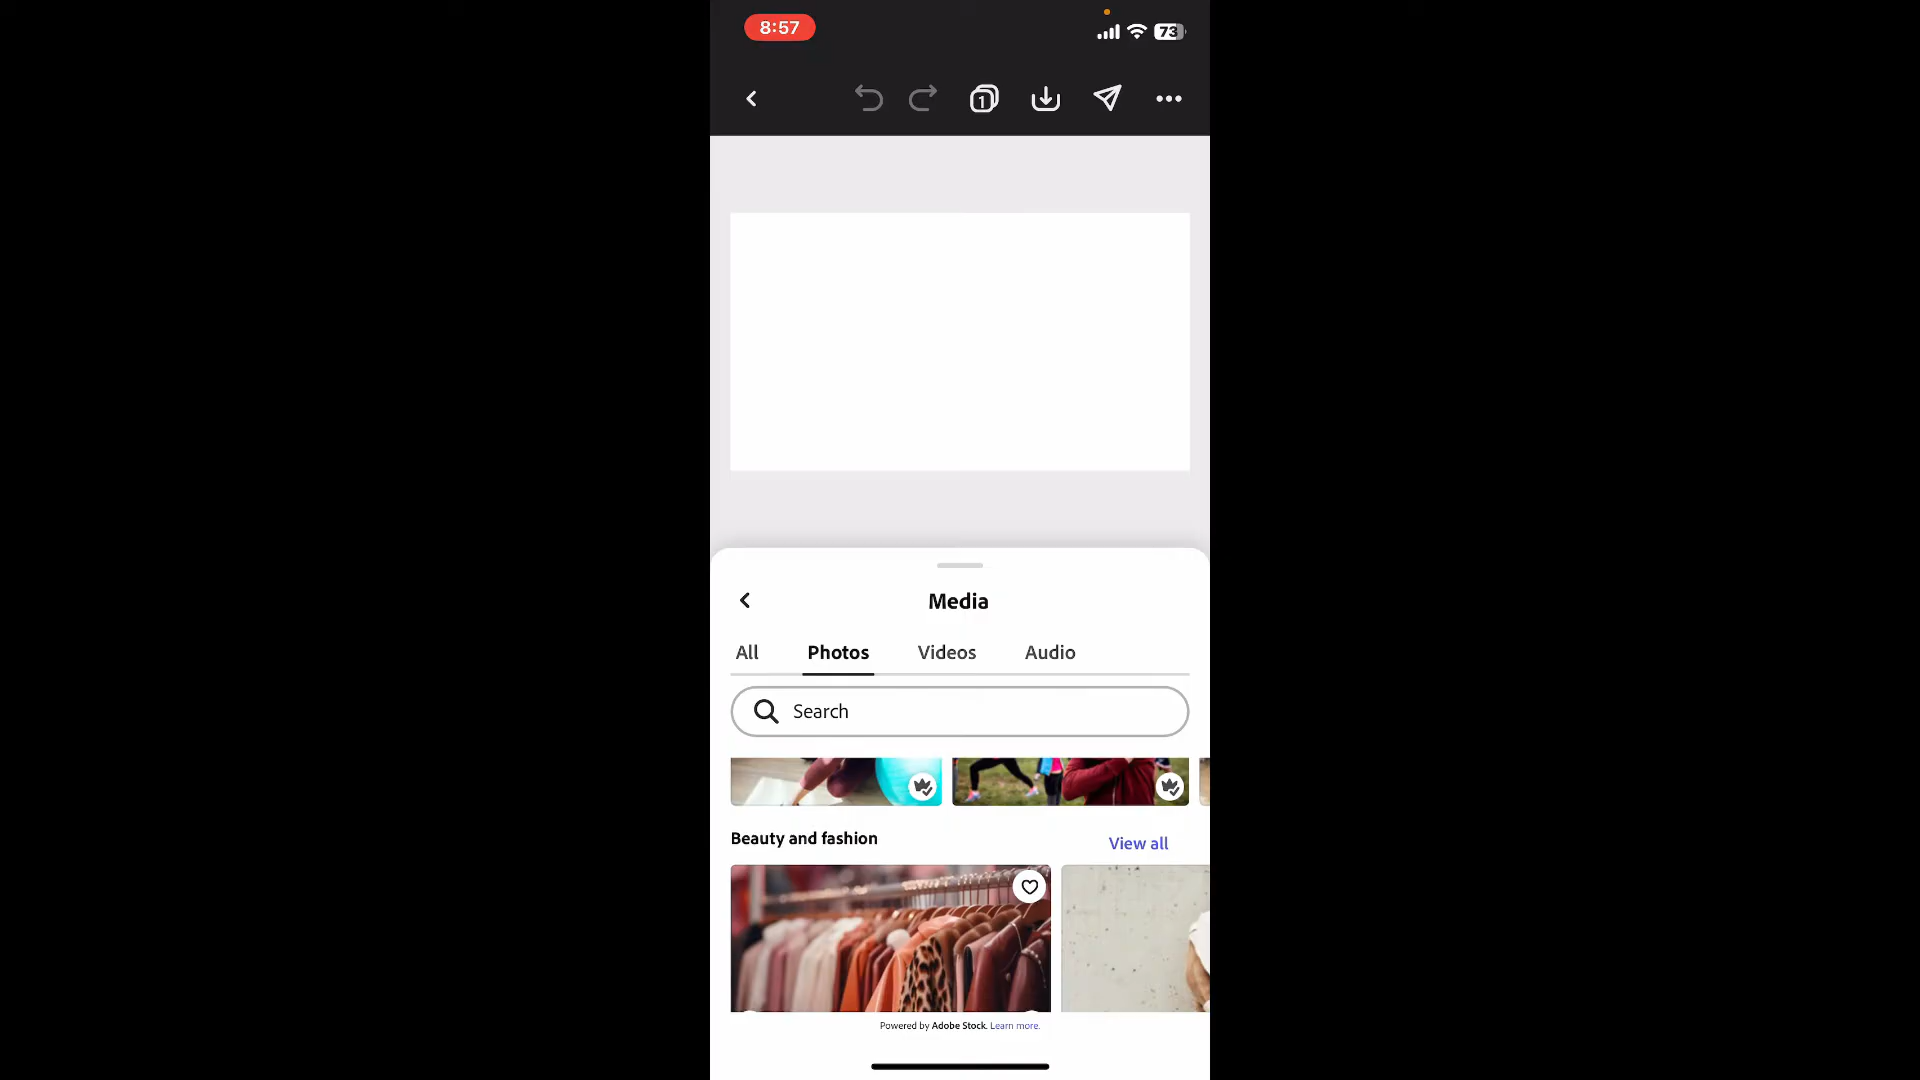 8:57
73
1
Media
All Photos Videos Audio
Search
Beauty and fashion
View all
Powered by Adobe Stock. Learn more.